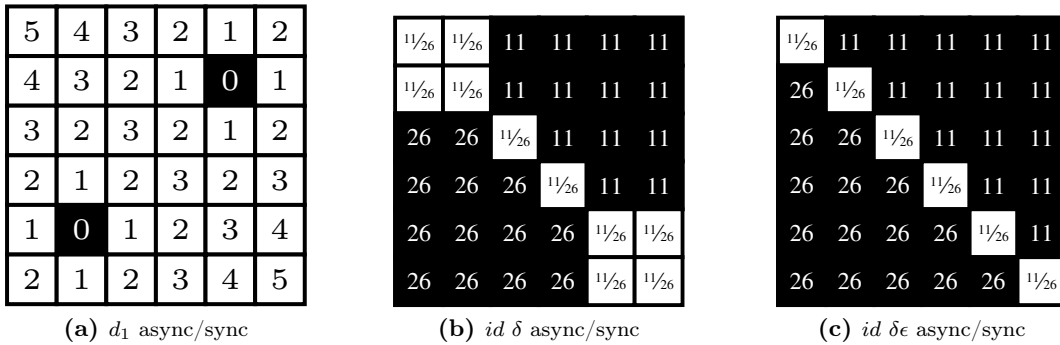 5 4 3 2 1 2
4 3 2 1 0 1
3 2 3 2 1 2
2 1 2 3 2 3
1 0 1 2 3 4
2 1 2 3 4 5
(a) d₁ async/sync
11/26 11/26 11 11 11 11
11/26 11/26 11 11 11 11
26 26 11/26 11 11 11
26 26 26 11/26 11 11
26 26 26 26 11/26 11/26
26 26 26 26 11/26 11/26
(b) id δ async/sync
11/26 11 11 11 11 11
26 11/26 11 11 11 11
26 26 11/26 11 11 11
26 26 26 11/26 11 11
26 26 26 26 11/26 11
26 26 26 26 26 11/26
(c) id δϵ async/sync